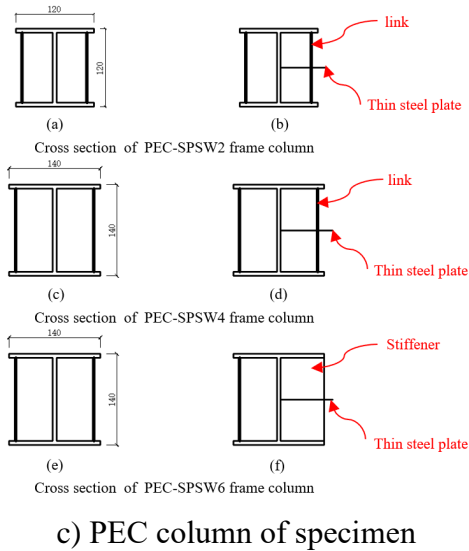 120
120
link
Thin steel plate
(a)
(b)
Cross section of PEC-SPSW2 frame column
140
140
link
Thin steel plate
(c)
(d)
Cross section of PEC-SPSW4 frame column
140
140
Stiffener
Thin steel plate
(e)
(f)
Cross section of PEC-SPSW6 frame column
c) PEC column of specimen